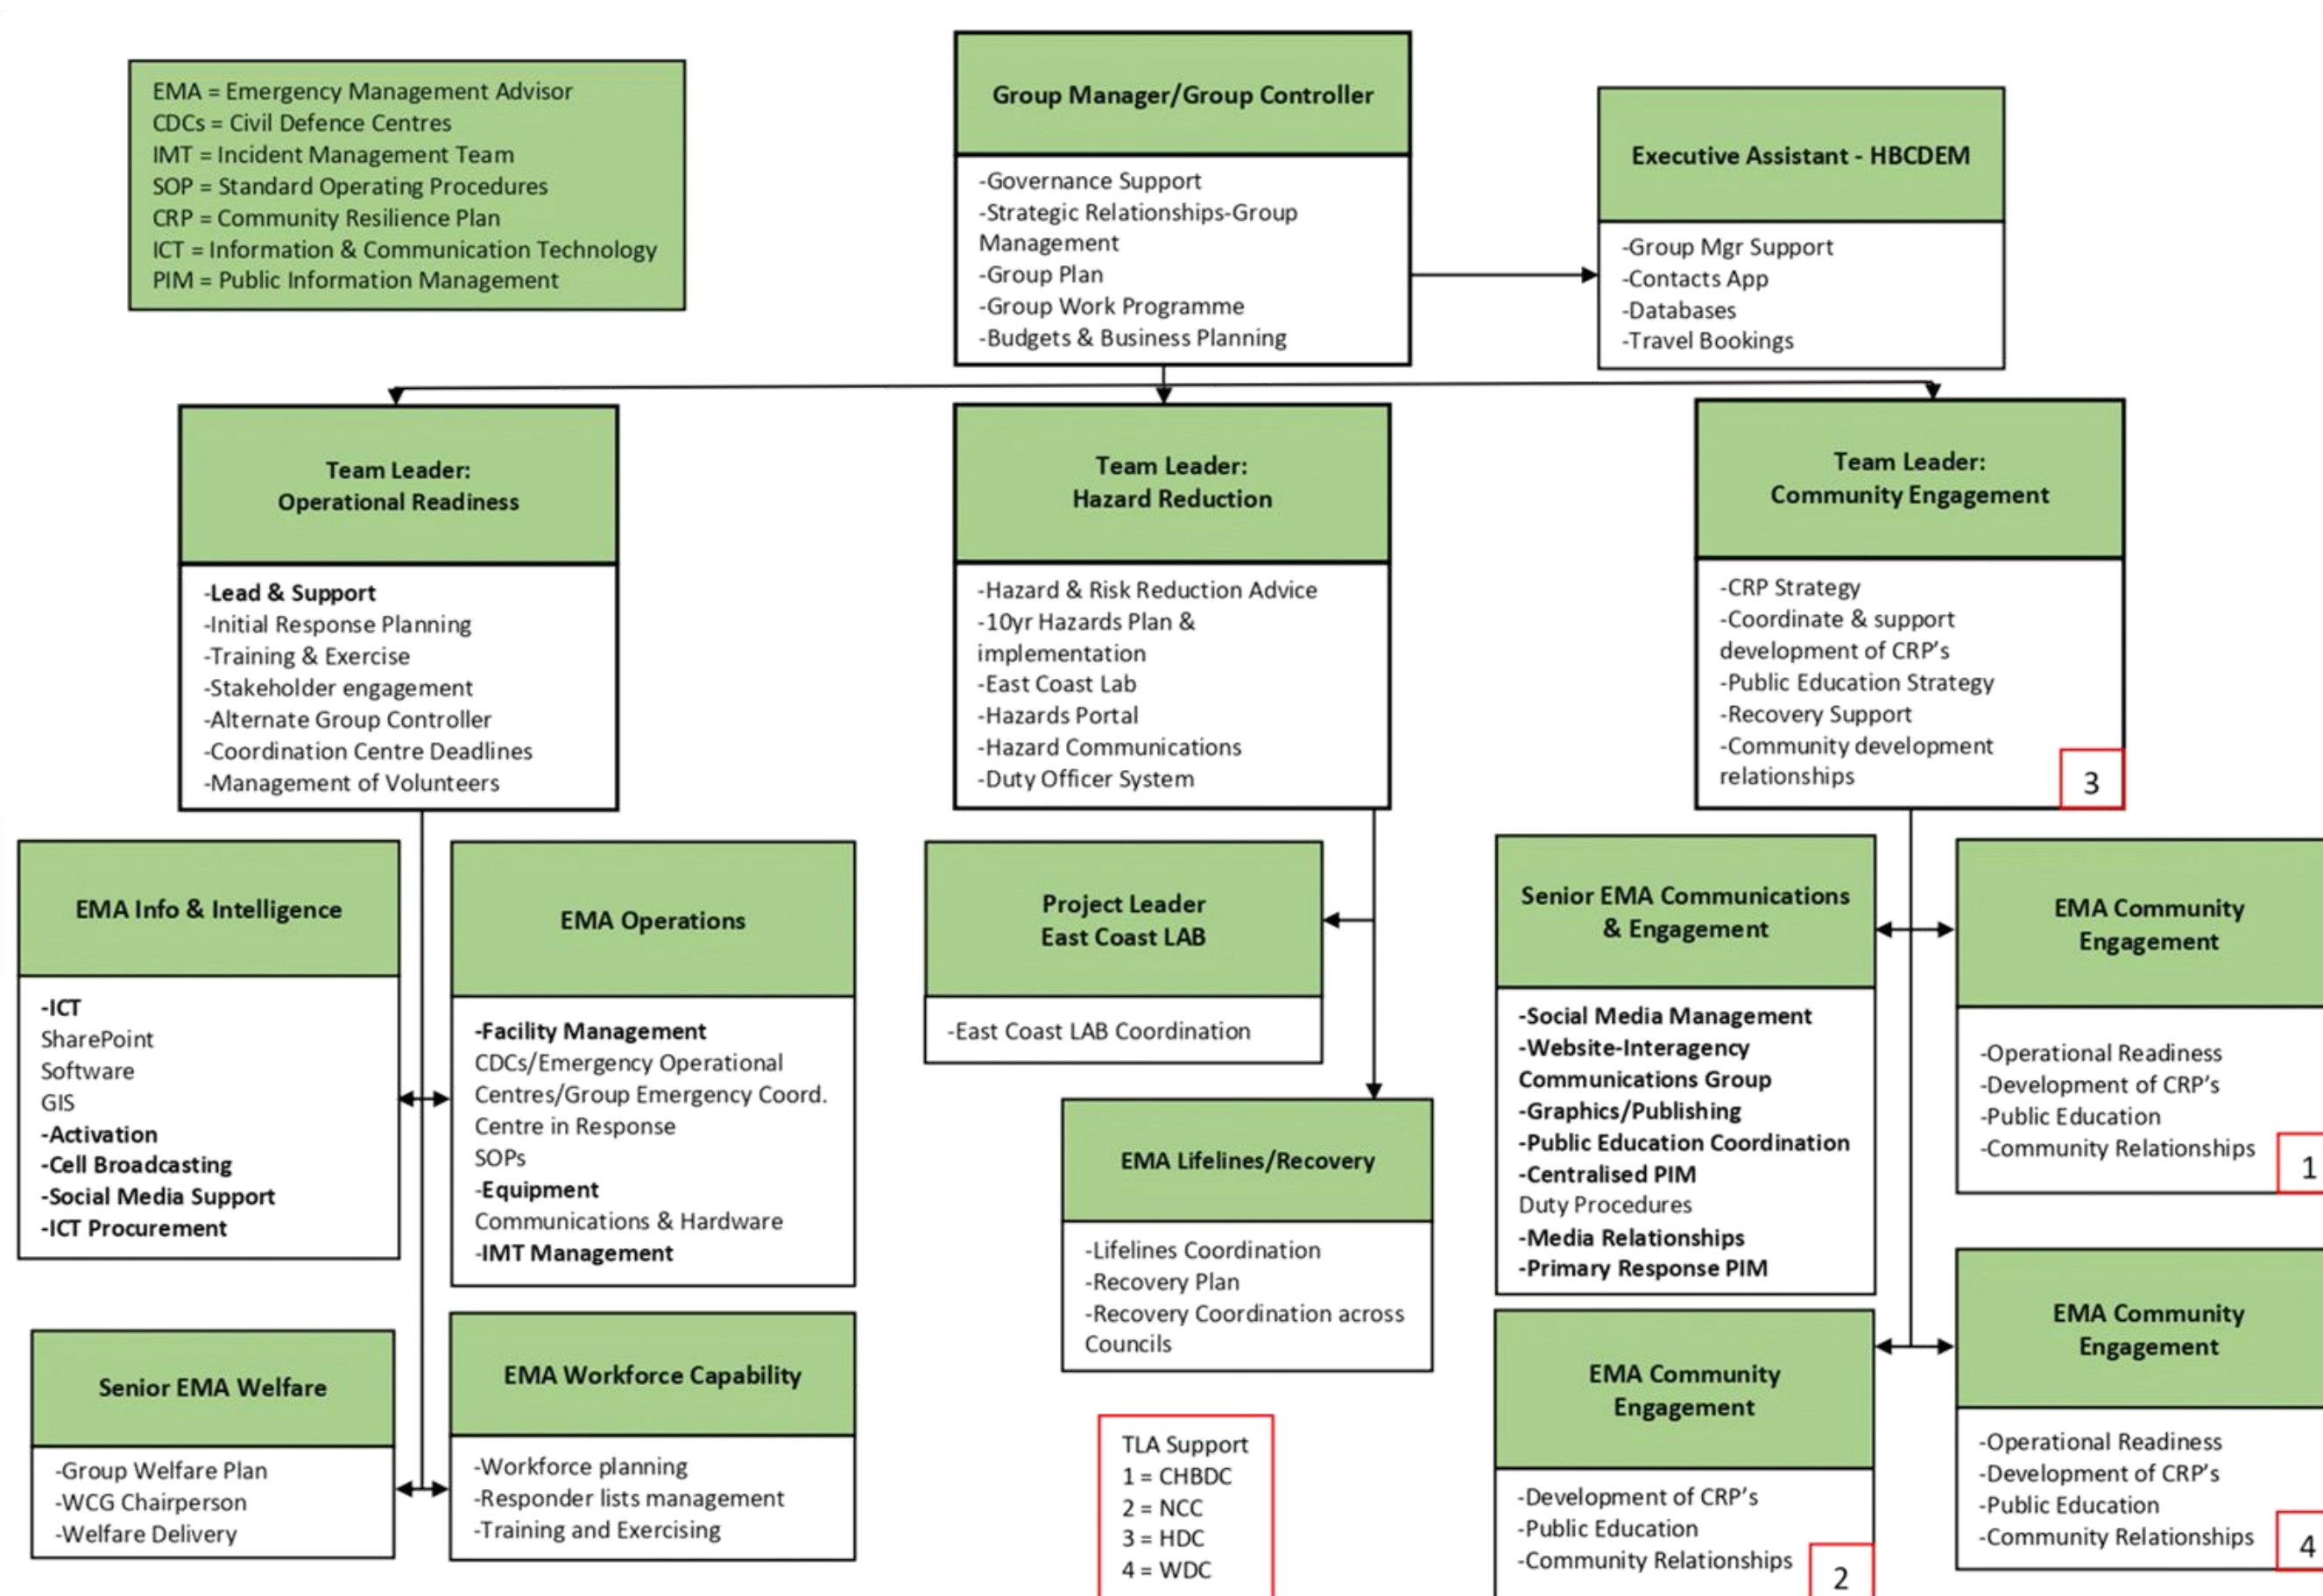 EMA = Emergency Management Advisor
CDCs = Civil Defence Centres
IMT = Incident Management Team
SOP = Standard Operating Procedures
CRP = Community Resilience Plan
ICT = Information & Communication Technology
PIM = Public Information Management
Group Manager/Group Controller
-Governance Support
-Strategic Relationships-Group
Management
-Group Plan
-Group Work Programme
-Budgets & Business Planning
Executive Assistant - HBCDEM
-Group Mgr Support
-Contacts App
-Databases
-Travel Bookings
Team Leader:
Operational Readiness
-Lead & Support
-Initial Response Planning
-Training & Exercise
-Stakeholder engagement
-Alternate Group Controller
-Coordination Centre Deadlines
-Management of Volunteers
Team Leader:
Hazard Reduction
-Hazard & Risk Reduction Advice
-10yr Hazards Plan &
implementation
-East Coast Lab
-Hazards Portal
-Hazard Communications
-Duty Officer System
Team Leader:
Community Engagement
-CRP Strategy
-Coordinate & support
development of CRP's
-Public Education Strategy
-Recovery Support
-Community development
relationships
3
EMA Info & Intelligence
-ICT
SharePoint
Software
GIS
-Activation
-Cell Broadcasting
-Social Media Support
-ICT Procurement
EMA Operations
-Facility Management
CDCs/Emergency Operational
Centres/Group Emergency Coord.
Centre in Response
SOPs
-Equipment
Communications & Hardware
-IMT Management
Project Leader
East Coast LAB
-East Coast LAB Coordination
Senior EMA Communications
& Engagement
-Social Media Management
-Website-Interagency
Communications Group
-Graphics/Publishing
-Public Education Coordination
-Centralised PIM
Duty Procedures
-Media Relationships
-Primary Response PIM
EMA Community
Engagement
-Operational Readiness
-Development of CRP's
-Public Education
-Community Relationships
1
EMA Lifelines/Recovery
-Lifelines Coordination
-Recovery Plan
-Recovery Coordination across
Councils
Senior EMA Welfare
-Group Welfare Plan
-WCG Chairperson
-Welfare Delivery
EMA Workforce Capability
-Workforce planning
-Responder lists management
-Training and Exercising
TLA Support
1 = CHBDC
2 = NCC
3 = HDC
4 = WDC
EMA Community
Engagement
-Development of CRP's
-Public Education
-Community Relationships
2
EMA Community
Engagement
-Operational Readiness
-Development of CRP's
-Public Education
-Community Relationships
4